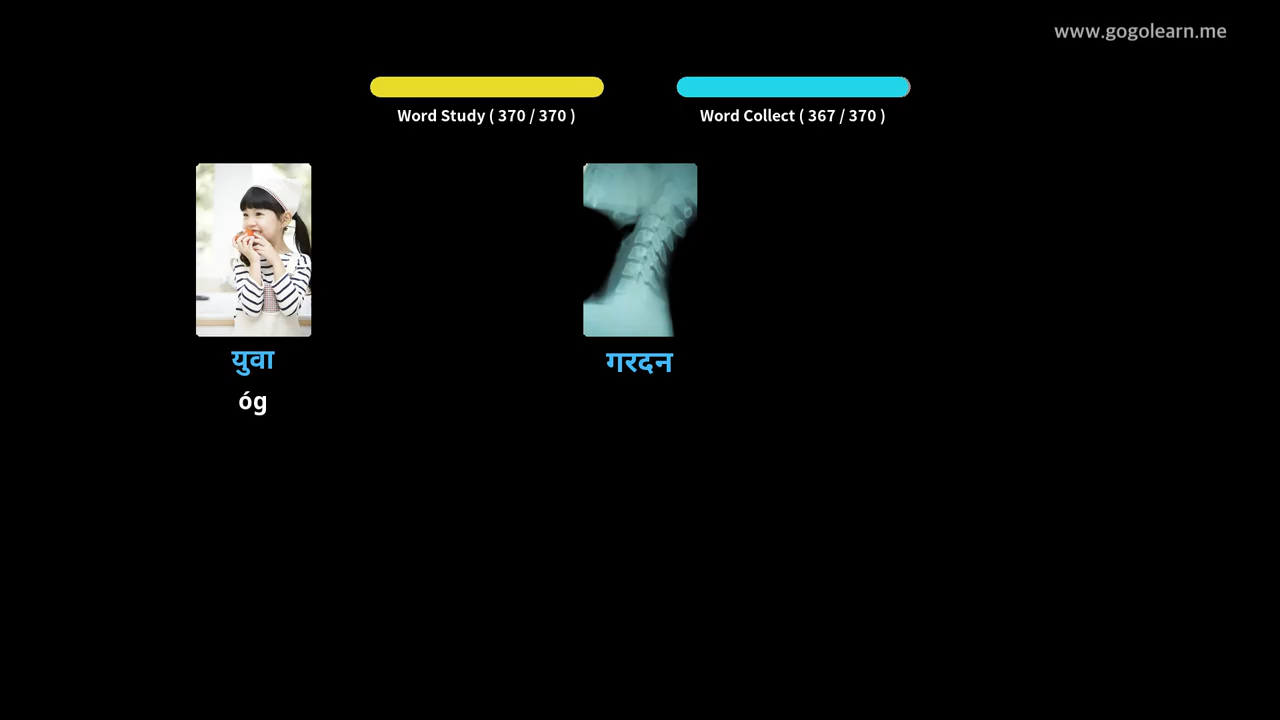 www.gogolearn.me
Word Study ( 370 / 370 )
Word Collect ( 367 / 370 )
युवा
óg
गरदन